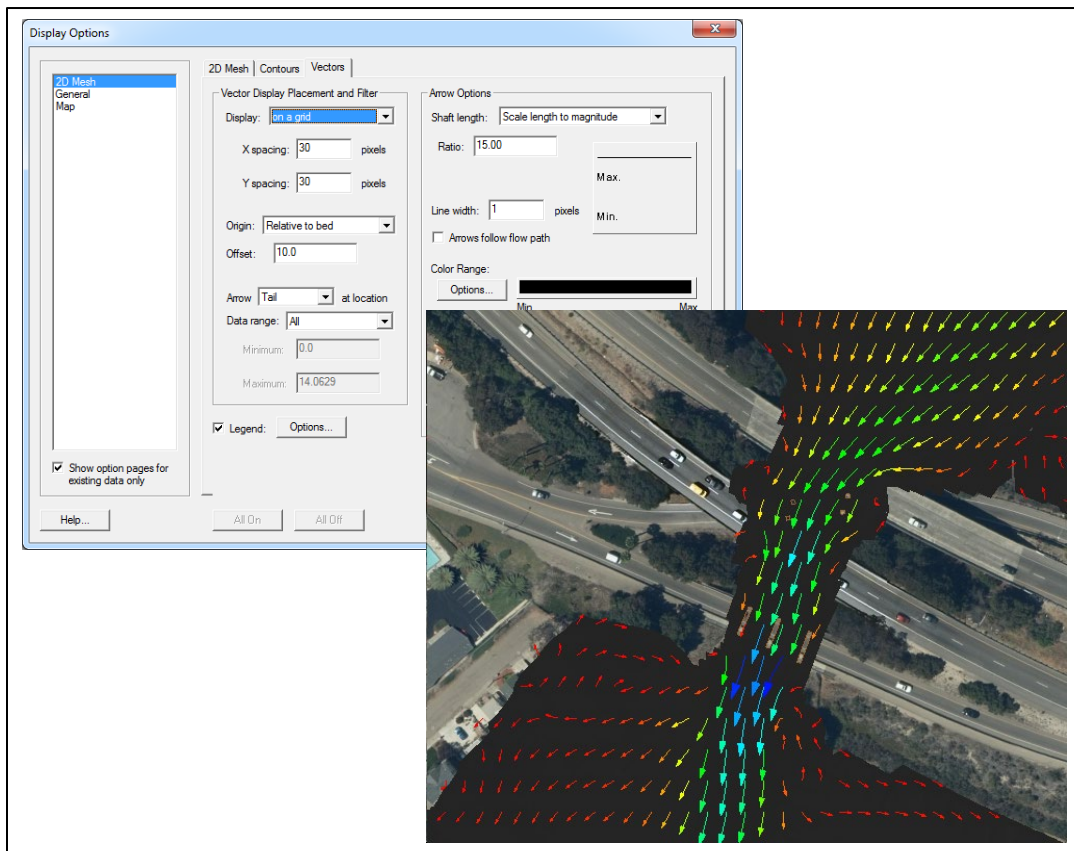 Display Options
2D Mesh
General
Map
Show option pages for
existing data only
Help...
2D Mesh Contours Vectors
Vector Display Placement and Filter
Display: on a grid
X spacing: 30 pixels
Y spacing: 30 pixels
Origin: Relative to bed
Offset: 10.0
Arrow Tail at location
Data range: All
Minimum: 0.0
Maximum: 14.0629
Legend: Options...
All On All Off
Arrow Options
Shaft length: Scale length to magnitude
Ratio: 15.00
Max.
Min.
Line width: 1 pixels
Arrows follow flow path
Color Range:
Options...
Min Max